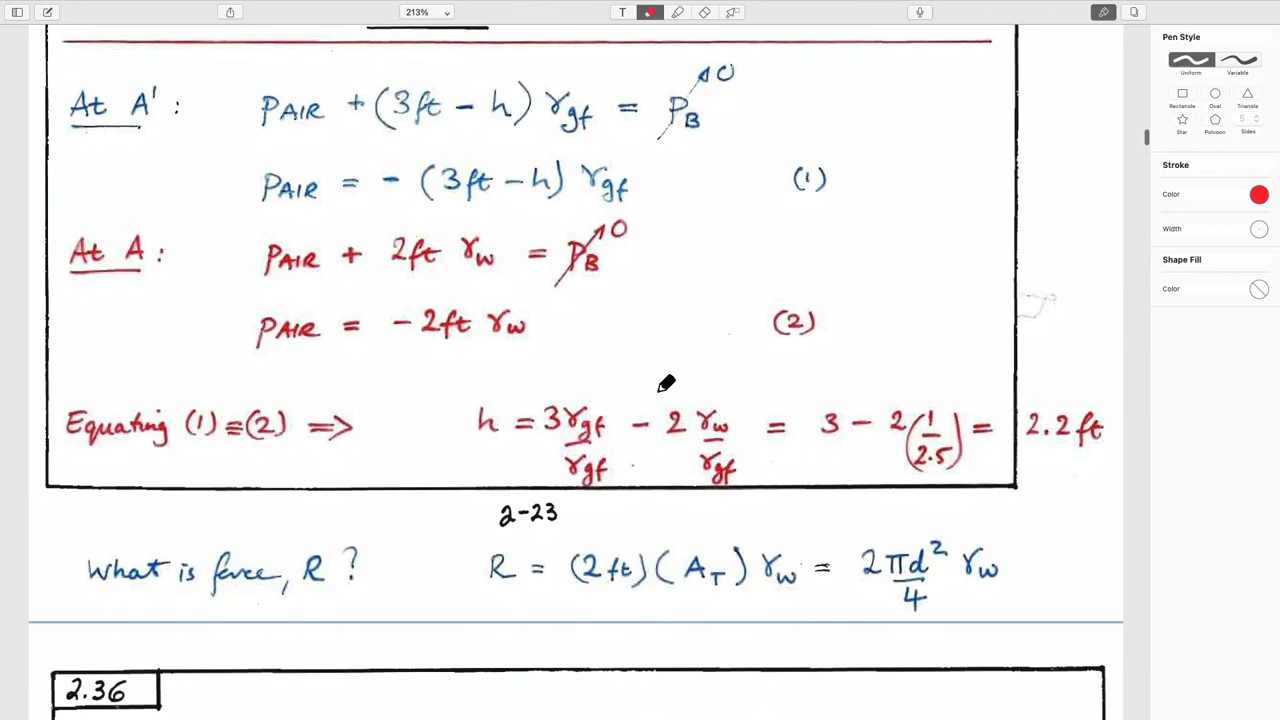 213%
T
Pen Style
Uniform Variable
Rectangle Oval Triangle
Star Polygon 5 Sides
Stroke
Color
Width
Shape Fill
Color
At A' : PAIR + (3ft - h) γgf = PB 0
PAIR = - (3ft - h) γgf (1)
At A : PAIR + 2ft γw = PB 0
PAIR = - 2ft γw (2)
Equating (1) = (2) ⇒ h = 3γgf/γgf - 2 γw/γgf = 3 - 2(1/2.5) = 2.2 ft
2-23
What is force, R ? R = (2ft)(AT) γw = 2πd²/4 γw
2.36